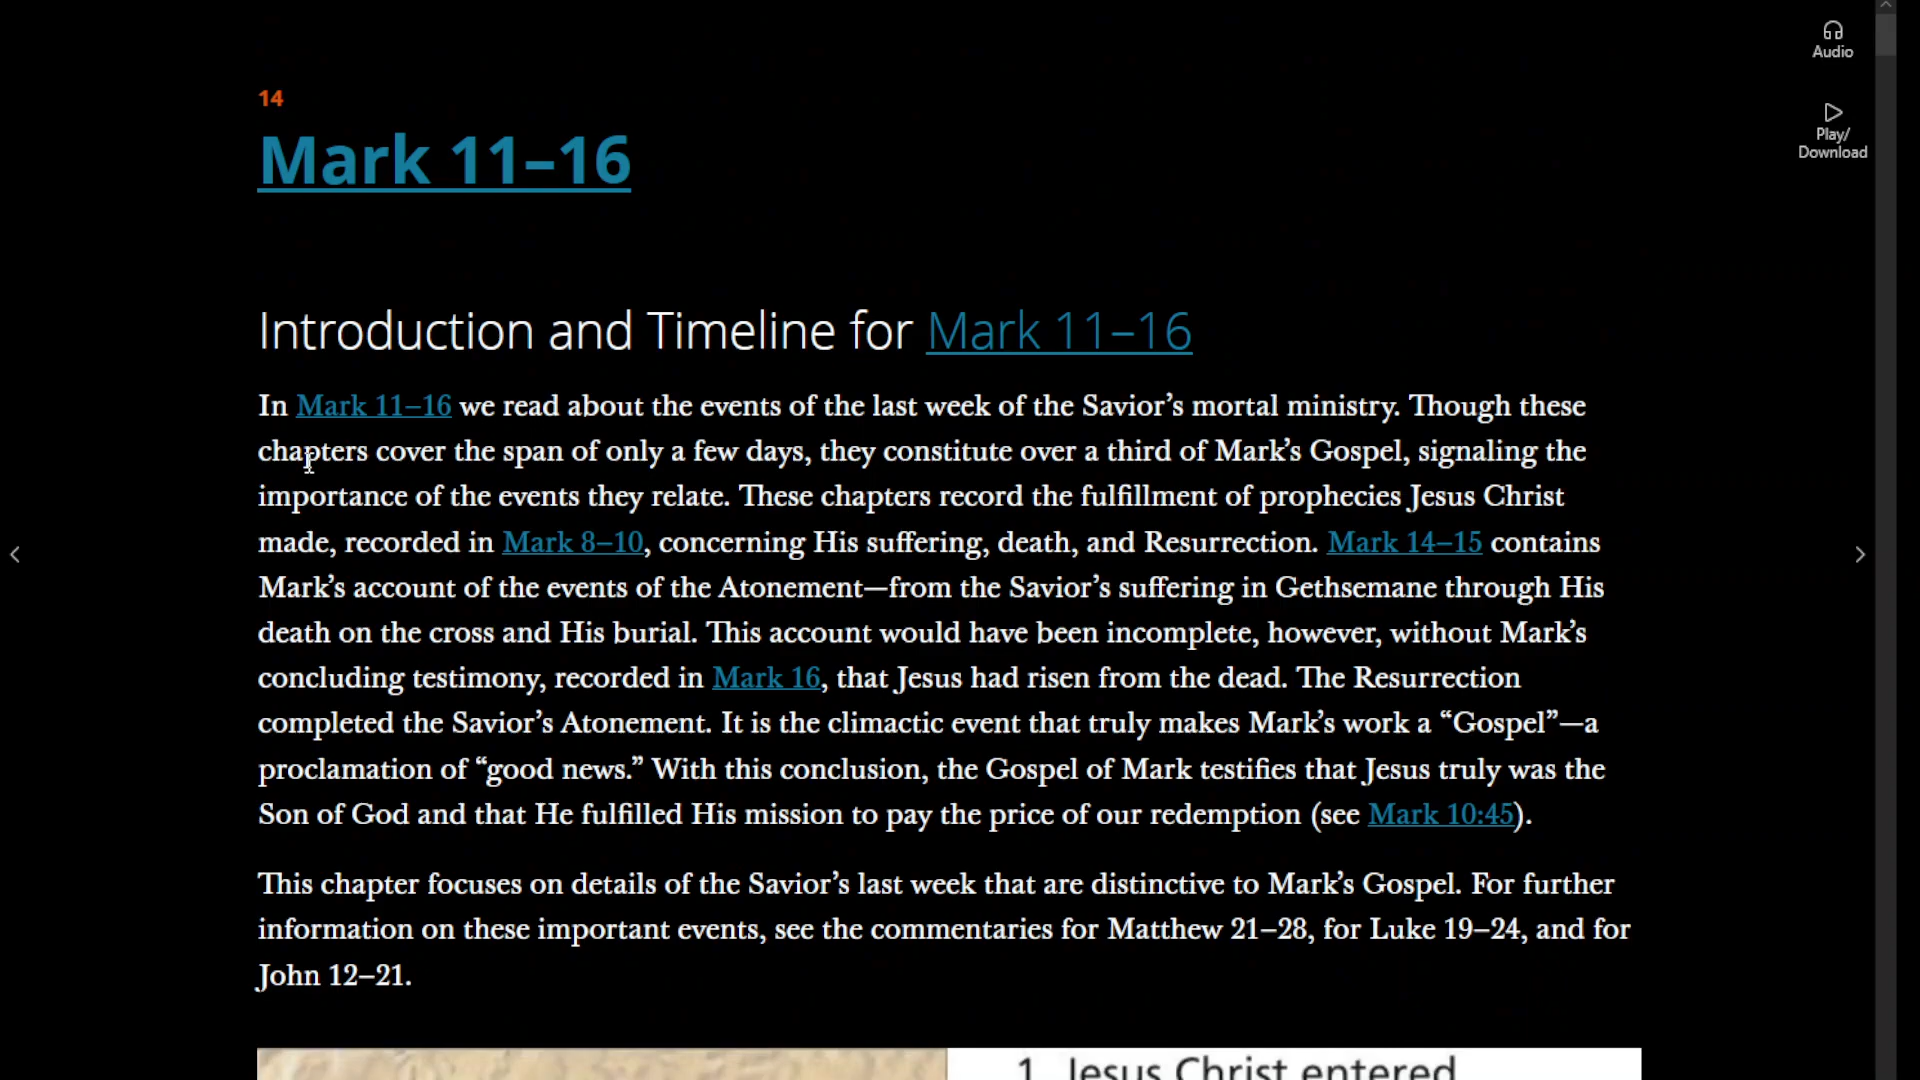 Audio
Play/
Download
14
Mark 11–16
Introduction and Timeline for Mark 11–16
In Mark 11–16 we read about the events of the last week of the Savior’s mortal ministry. Though these
chapters cover the span of only a few days, they constitute over a third of Mark’s Gospel, signaling the
importance of the events they relate. These chapters record the fulfillment of prophecies Jesus Christ
made, recorded in Mark 8–10, concerning His suffering, death, and Resurrection. Mark 14–15 contains
Mark’s account of the events of the Atonement—from the Savior’s suffering in Gethsemane through His
death on the cross and His burial. This account would have been incomplete, however, without Mark’s
concluding testimony, recorded in Mark 16, that Jesus had risen from the dead. The Resurrection
completed the Savior’s Atonement. It is the climactic event that truly makes Mark’s work a “Gospel”—a
proclamation of “good news.” With this conclusion, the Gospel of Mark testifies that Jesus truly was the
Son of God and that He fulfilled His mission to pay the price of our redemption (see Mark 10:45).
This chapter focuses on details of the Savior’s last week that are distinctive to Mark’s Gospel. For further
information on these important events, see the commentaries for Matthew 21–28, for Luke 19–24, and for
John 12–21.
1. Jesus Christ entered